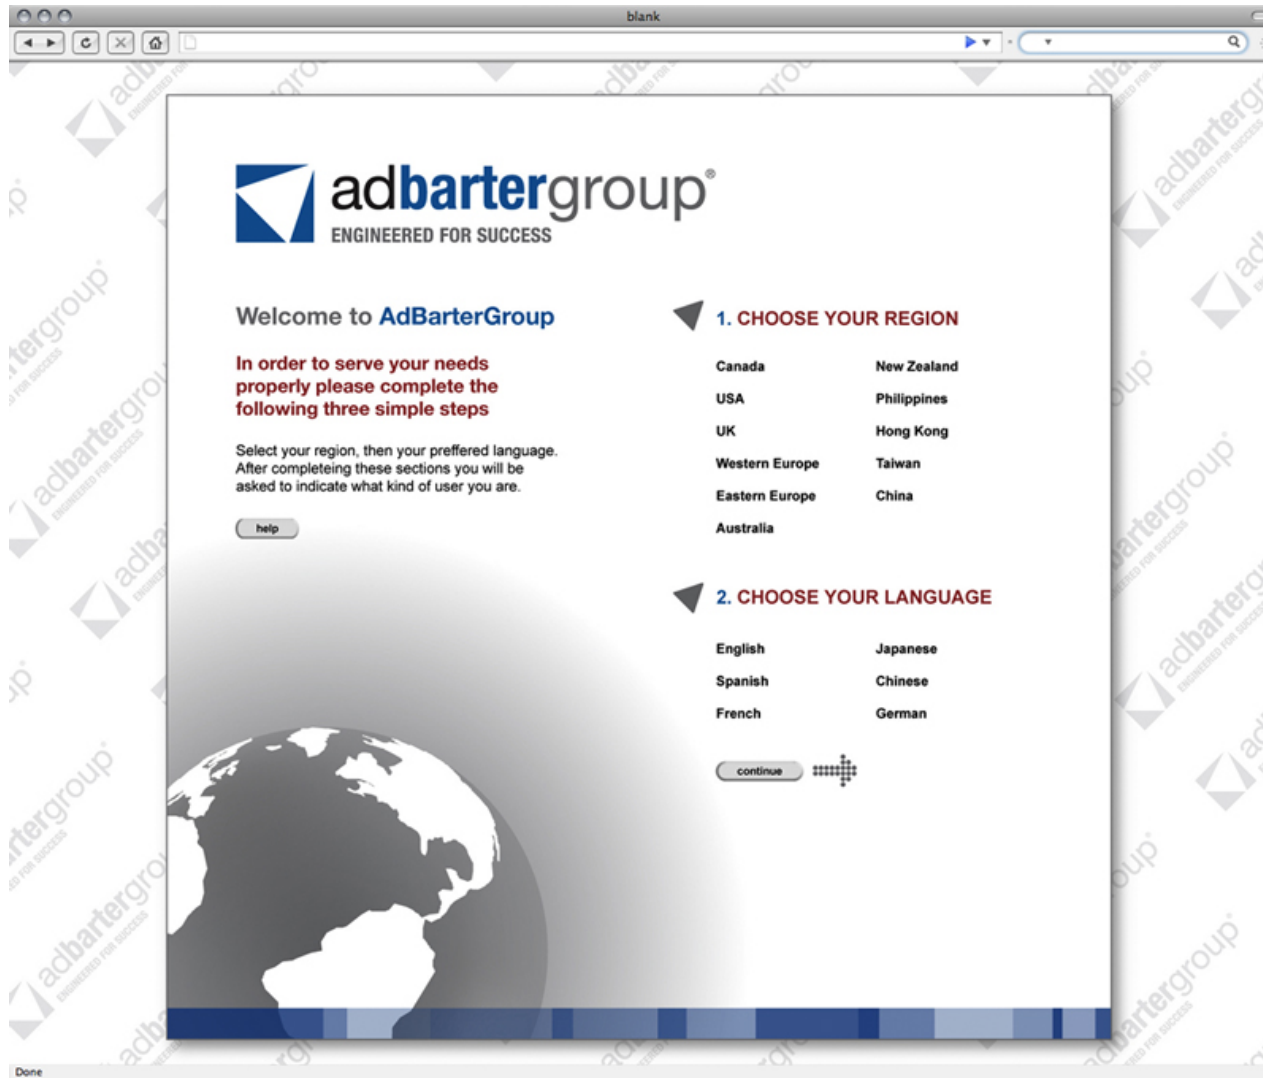 blank
adbartergroup®
ENGINEERED FOR SUCCESS
Welcome to AdBarterGroup
In order to serve your needs
properly please complete the
following three simple steps
Select your region, then your preffered language.
After completeing these sections you will be
asked to indicate what kind of user you are.
help
1. CHOOSE YOUR REGION
Canada
USA
UK
Western Europe
Eastern Europe
Australia
New Zealand
Philippines
Hong Kong
Taiwan
China
2. CHOOSE YOUR LANGUAGE
English
Spanish
French
Japanese
Chinese
German
continue
Done